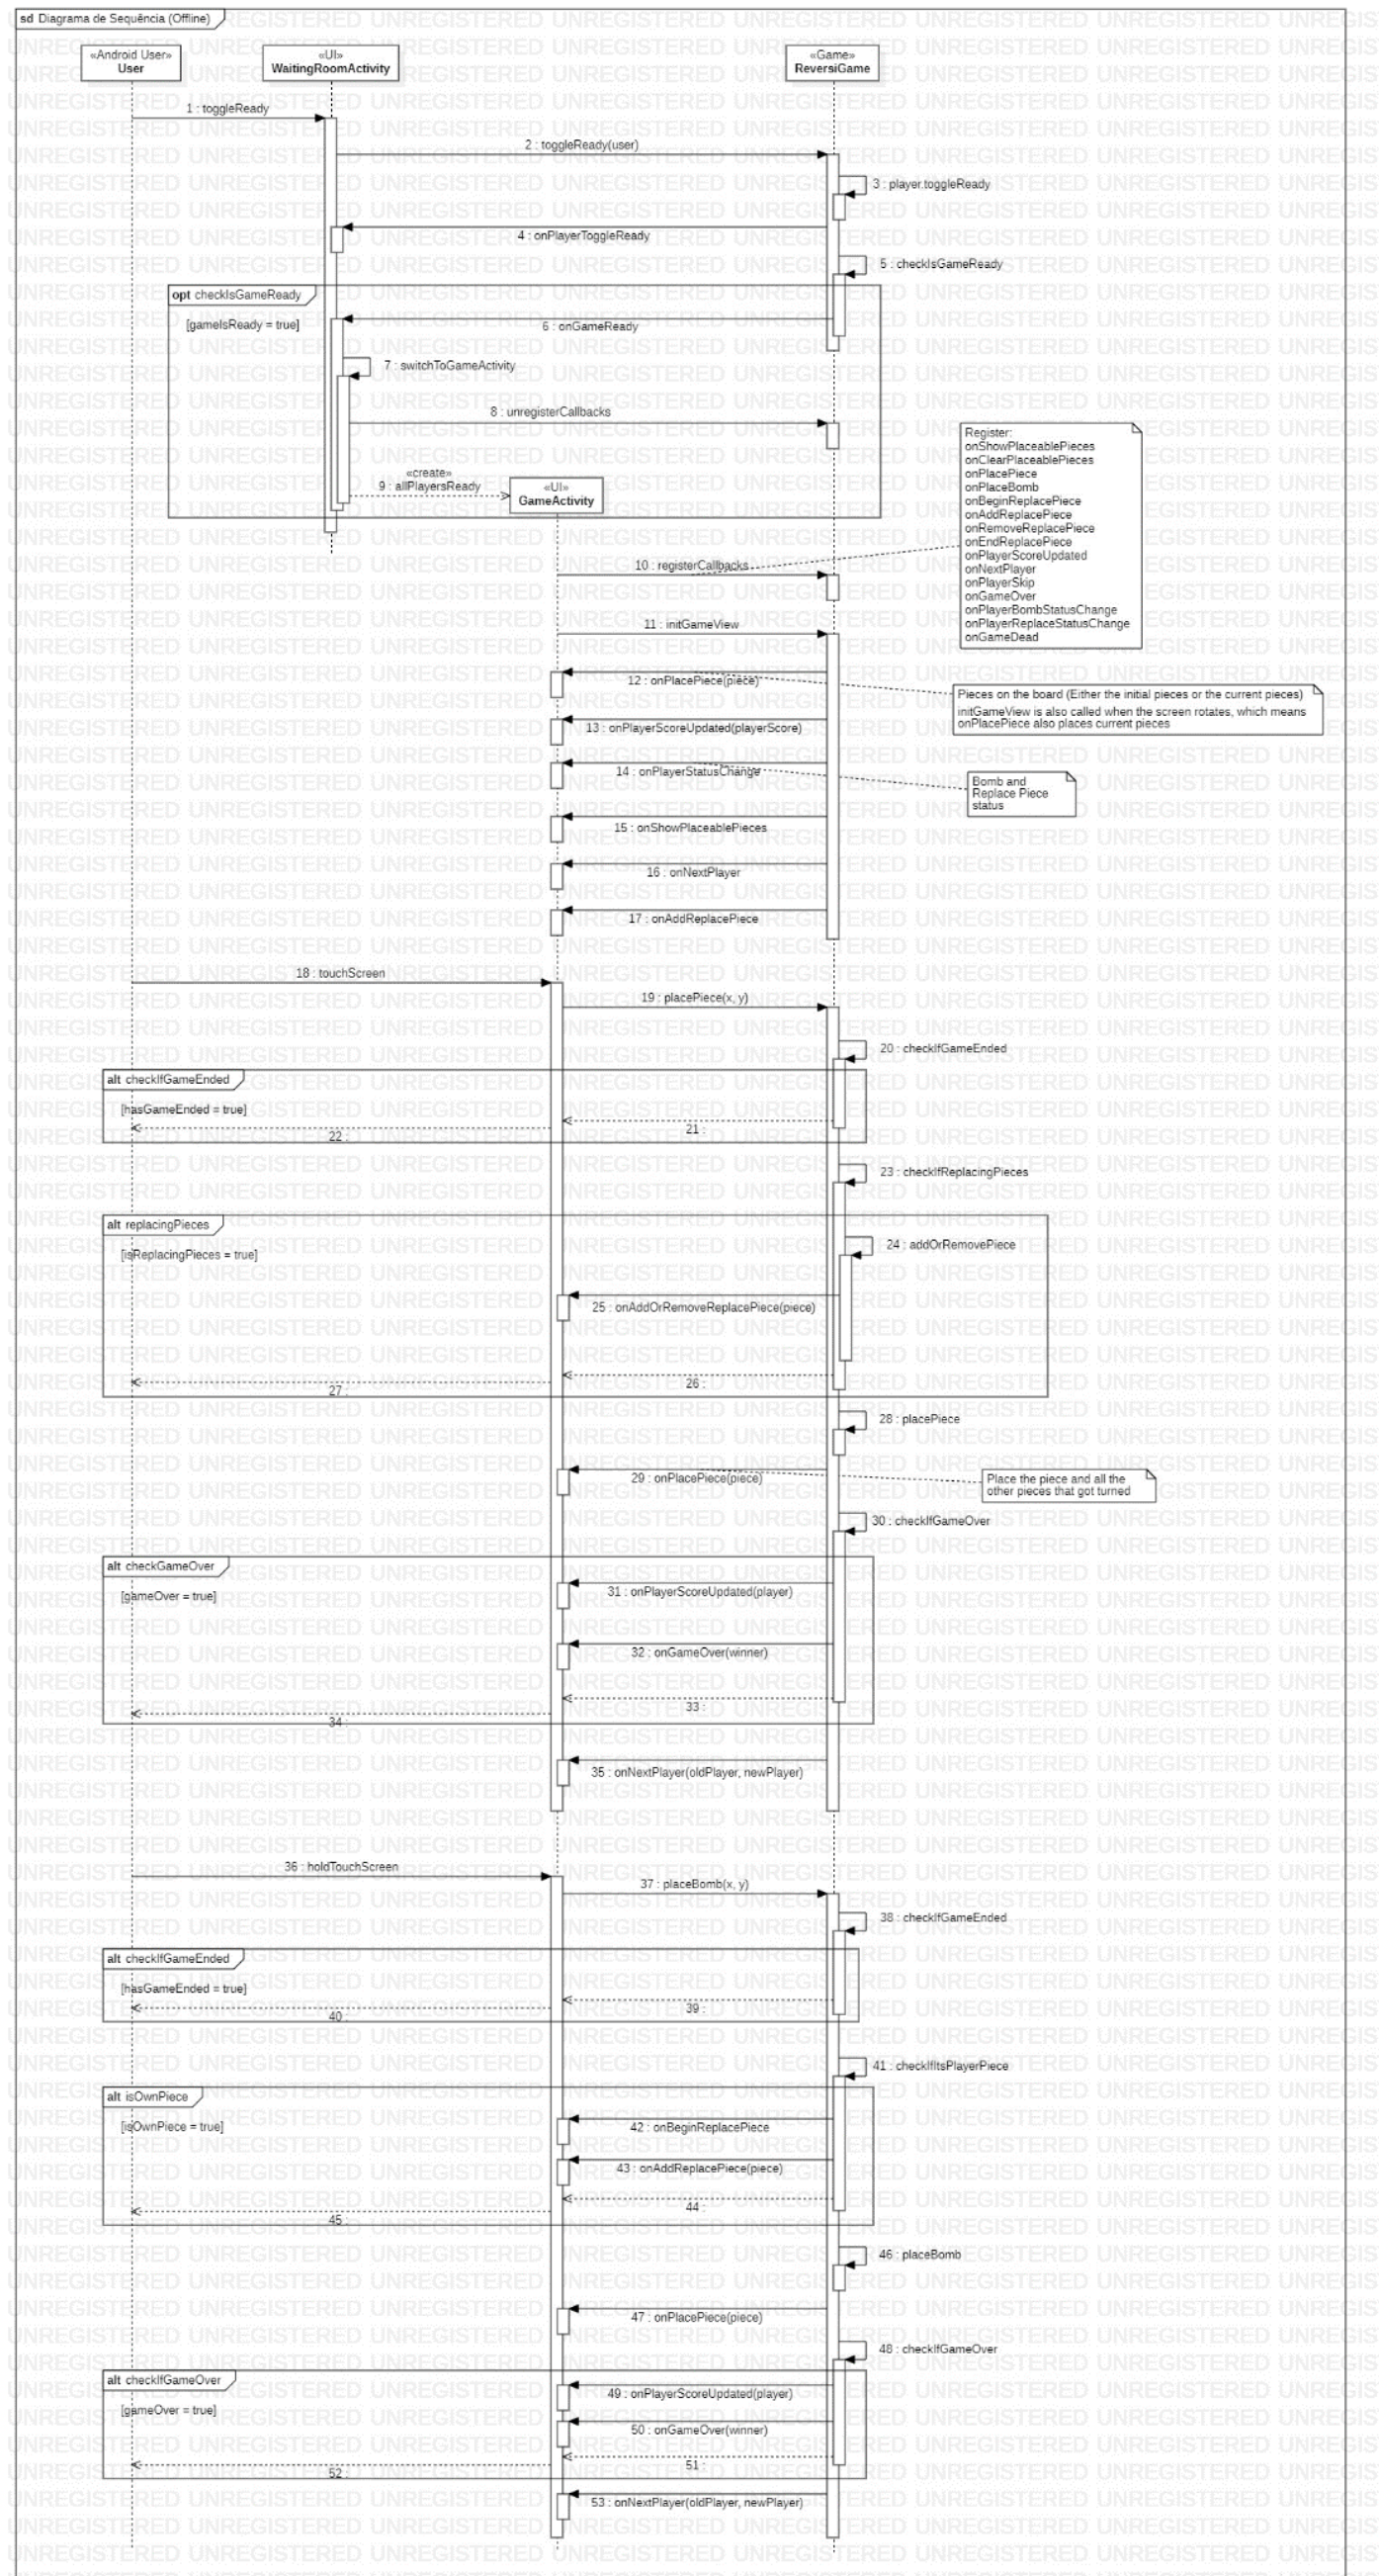 sd Diagrama de Sequência (Offline)
«Android User»
User
«UI»
WaitingRoomActivity
«Game»
ReversiGame
1 : toggleReady
2 : toggleReady(user)
3 : player.toggleReady
4 : onPlayerToggleReady
5 : checkIsGameReady
opt checkIsGameReady
[gameIsReady = true]
6 : onGameReady
7 : switchToGameActivity
8 : unregisterCallbacks
«create»
9 : allPlayersReady
«UI»
GameActivity
Register:
onShowPlaceablePieces
onClearPlaceablePieces
onPlacePiece
onPlaceBomb
onBeginReplacePiece
onAddReplacePiece
onRemoveReplacePiece
onEndReplacePiece
onPlayerScoreUpdated
onNextPlayer
onPlayerSkip
onGameOver
onPlayerBombStatusChange
onPlayerReplaceStatusChange
onGameDead
10 : registerCallbacks
11 : initGameView
12 : onPlacePiece(piece)
Pieces on the board (Either the initial pieces or the current pieces)
initGameView is also called when the screen rotates, which means
onPlacePiece also places current pieces
13 : onPlayerScoreUpdated(playerScore)
14 : onPlayerStatusChange
Bomb and
Replace Piece
status
15 : onShowPlaceablePieces
16 : onNextPlayer
17 : onAddReplacePiece
18 : touchScreen
19 : placePiece(x, y)
20 : checkIfGameEnded
alt checkIfGameEnded
[hasGameEnded = true]
21 :
22 :
23 : checkIfReplacingPieces
alt replacingPieces
[isReplacingPieces = true]
24 : addOrRemovePiece
25 : onAddOrRemoveReplacePiece(piece)
26 :
27 :
28 : placePiece
29 : onPlacePiece(piece)
Place the piece and all the
other pieces that got turned
30 : checkIfGameOver
alt checkGameOver
[gameOver = true]
31 : onPlayerScoreUpdated(player)
32 : onGameOver(winner)
33 :
34 :
35 : onNextPlayer(oldPlayer, newPlayer)
36 : holdTouchScreen
37 : placeBomb(x, y)
38 : checkIfGameEnded
alt checkIfGameEnded
[hasGameEnded = true]
39 :
40 :
41 : checkIfItsPlayerPiece
alt isOwnPiece
[isOwnPiece = true]
42 : onBeginReplacePiece
43 : onAddReplacePiece(piece)
44 :
45 :
46 : placeBomb
47 : onPlacePiece(piece)
48 : checkIfGameOver
alt checkIfGameOver
[gameOver = true]
49 : onPlayerScoreUpdated(player)
50 : onGameOver(winner)
51 :
52 :
53 : onNextPlayer(oldPlayer, newPlayer)